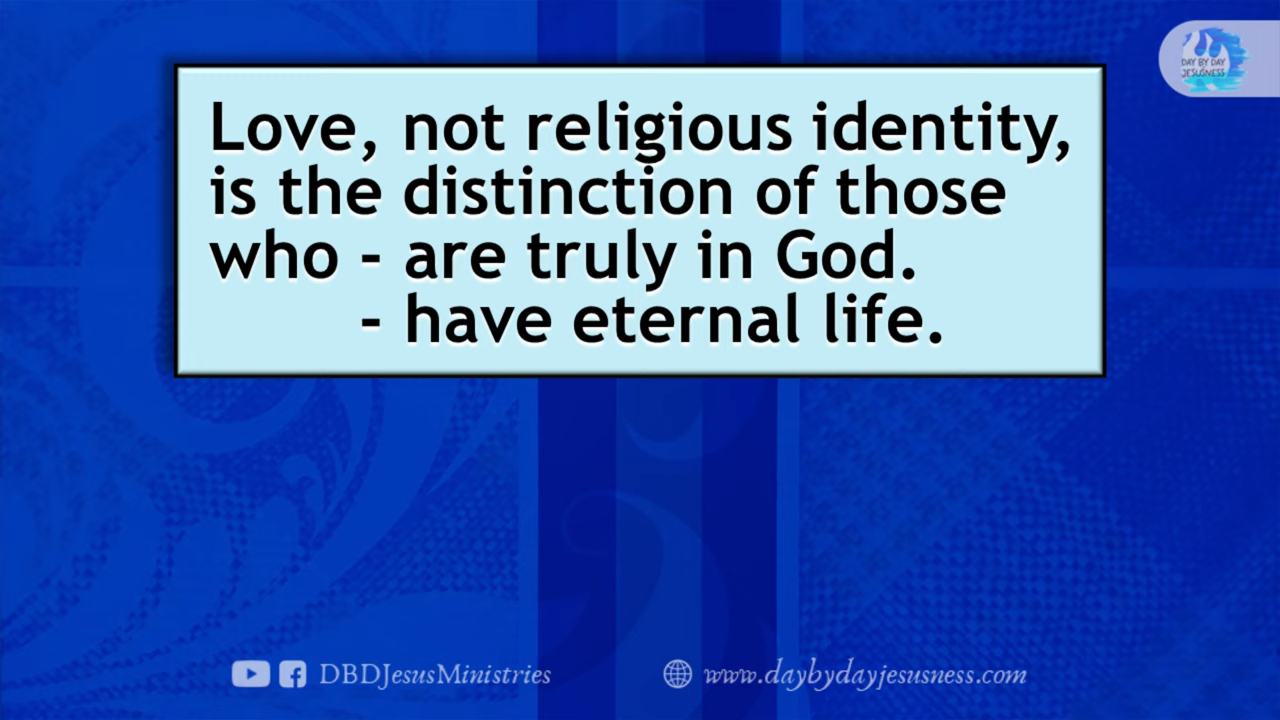 DAY BY DAY
JESUSNESS
Love, not religious identity,
is the distinction of those
who - are truly in God.
- have eternal life.
DBDJesusMinistries
www.daybydayjesusness.com